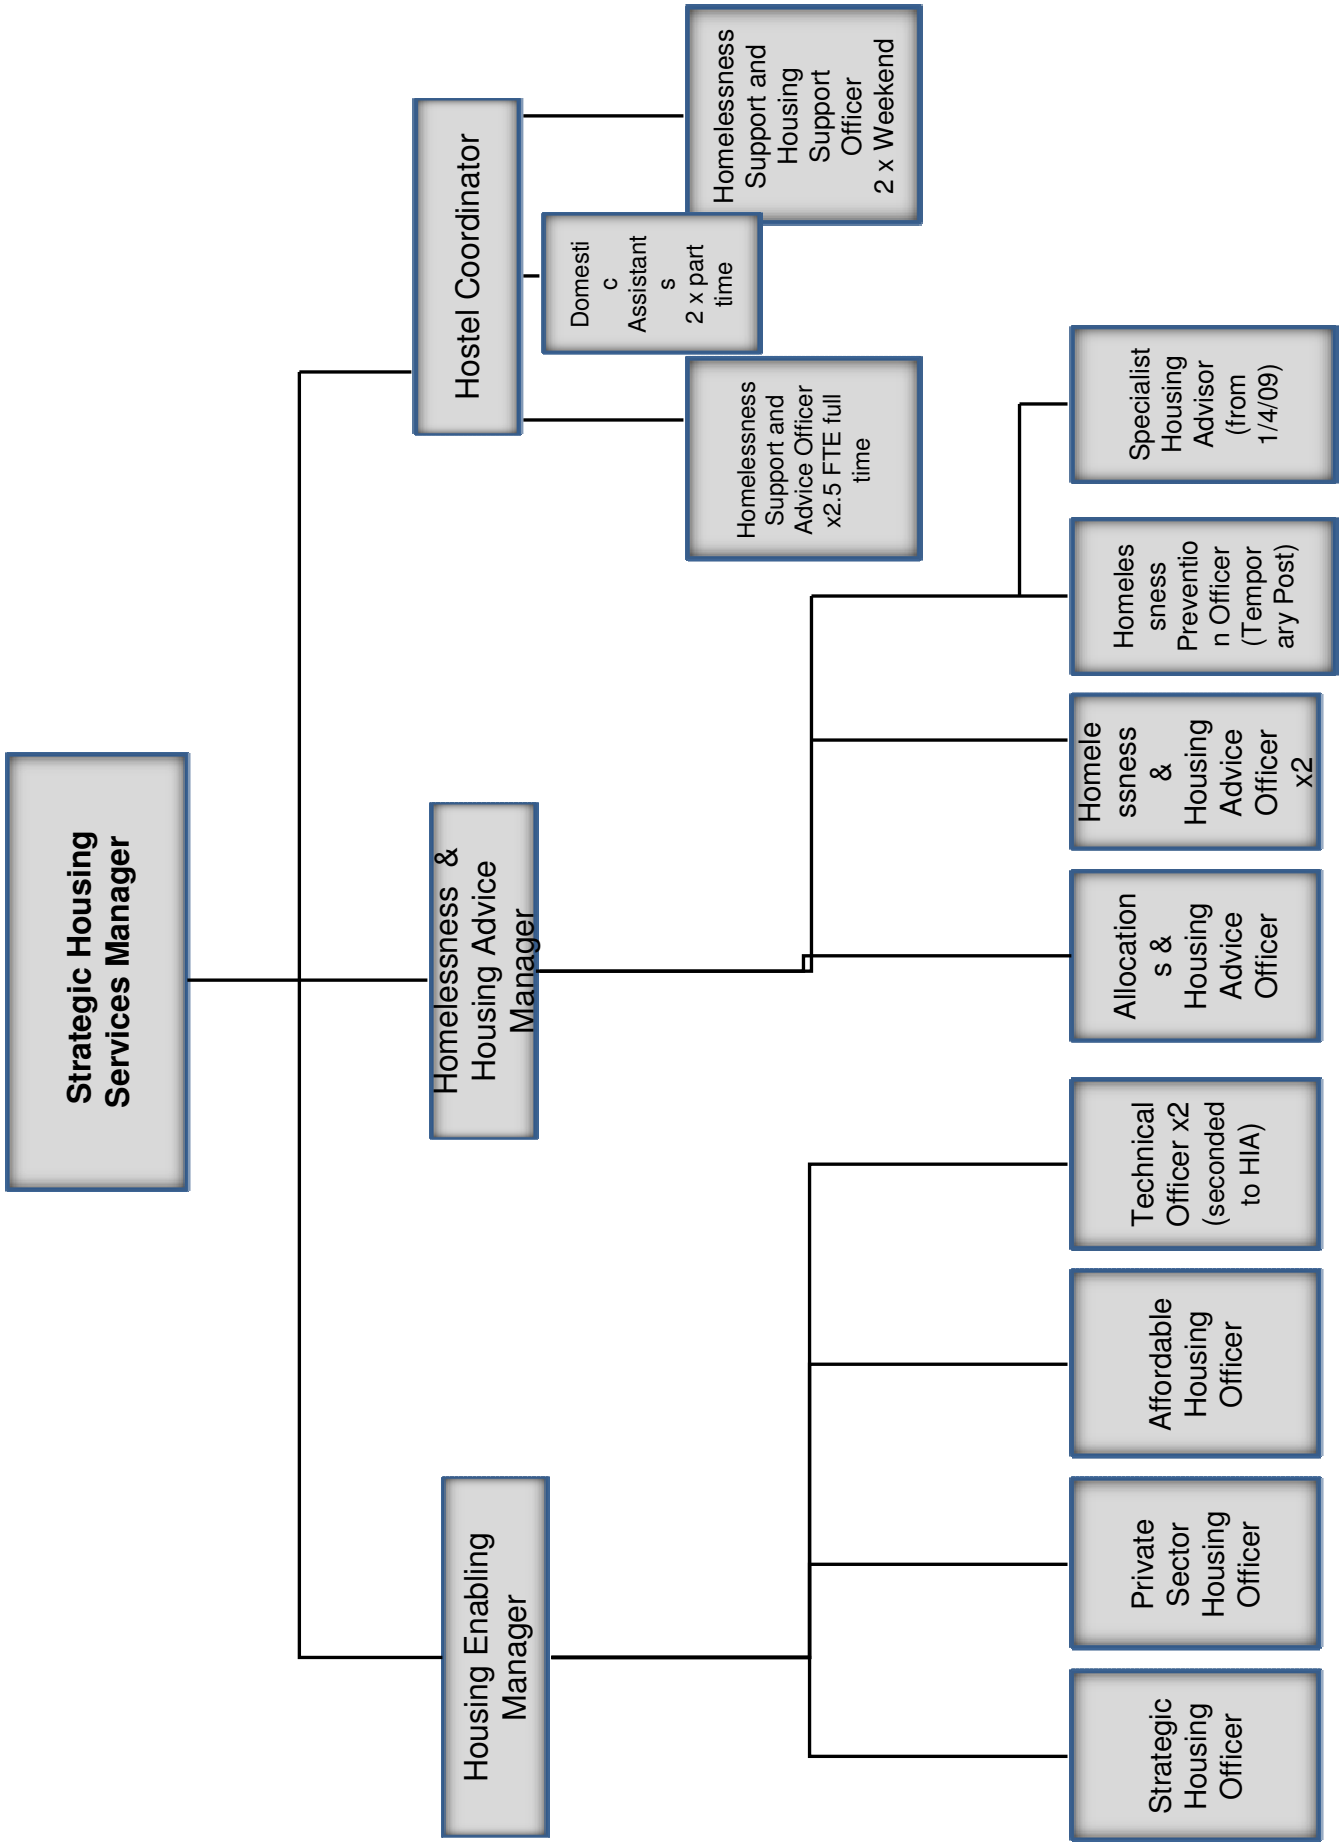 Strategic Housing
Services Manager
Housing Enabling
Manager
Homelessness &
Housing Advice
Manager
Hostel Coordinator
Homelessness
Support and
Advice Officer
x2.5 FTE full
time
Domesti
c
Assistant
s
2 x part
time
Homelessness
Support and
Housing
Support
Officer
2 x Weekend
Strategic
Housing
Officer
Private
Sector
Housing
Officer
Affordable
Housing
Officer
Technical
Officer x2
(seconded
to HIA)
Allocation
s &
Housing
Advice
Officer
Homele
ssness
&
Housing
Advice
Officer
x2
Homeles
sness
Preventio
n Officer
(Tempor
ary Post)
Specialist
Housing
Advisor
(from
1/4/09)